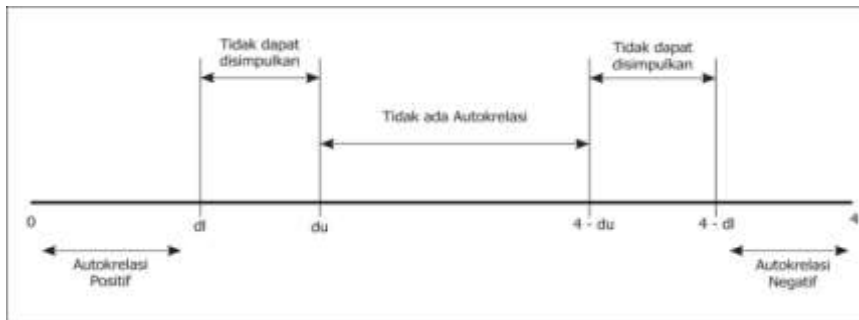 Tidak dapat
disimpulkan
Tidak dapat
disimpulkan
Tidak ada Autokrelasi
0
dl
du
4 - du
4 - dl
4
Autokrelasi
Positif
Autokrelasi
Negatif